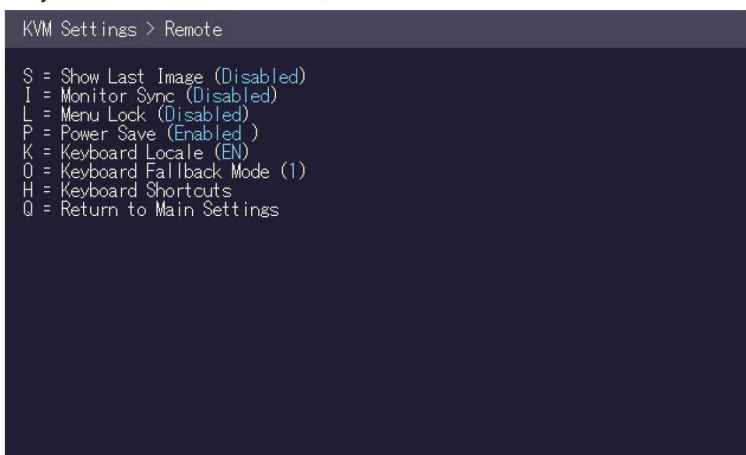 KVM Settings > Remote
S = Show Last Image (Disabled)
I = Monitor Sync (Disabled)
L = Menu Lock (Disabled)
P = Power Save (Enabled )
K = Keyboard Locale (EN)
O = Keyboard Fallback Mode (1)
H = Keyboard Shortcuts
Q = Return to Main Settings